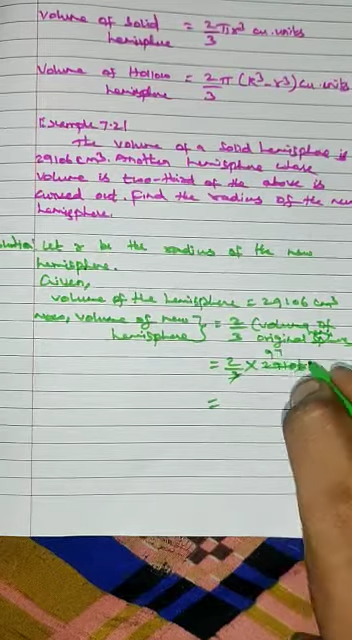 Volume of Solid hemisphere = 2/3 πr³ cu.units
Volume of Hollow hemisphere = 2/3 π (R³-r³) cu.units
Example 7.21
The volume of a solid hemisphere is
29106 cm³. Another hemisphere whose
volume is two-third of the above is
carved out. Find the radius of the new
hemisphere.
Let r be the radius of the new
hemisphere.
Given,
volume of the hemisphere = 29106 cm³
Now, volume of new hemisphere } = 2/3 (volume of original
= 2/3 × 29106
97
=